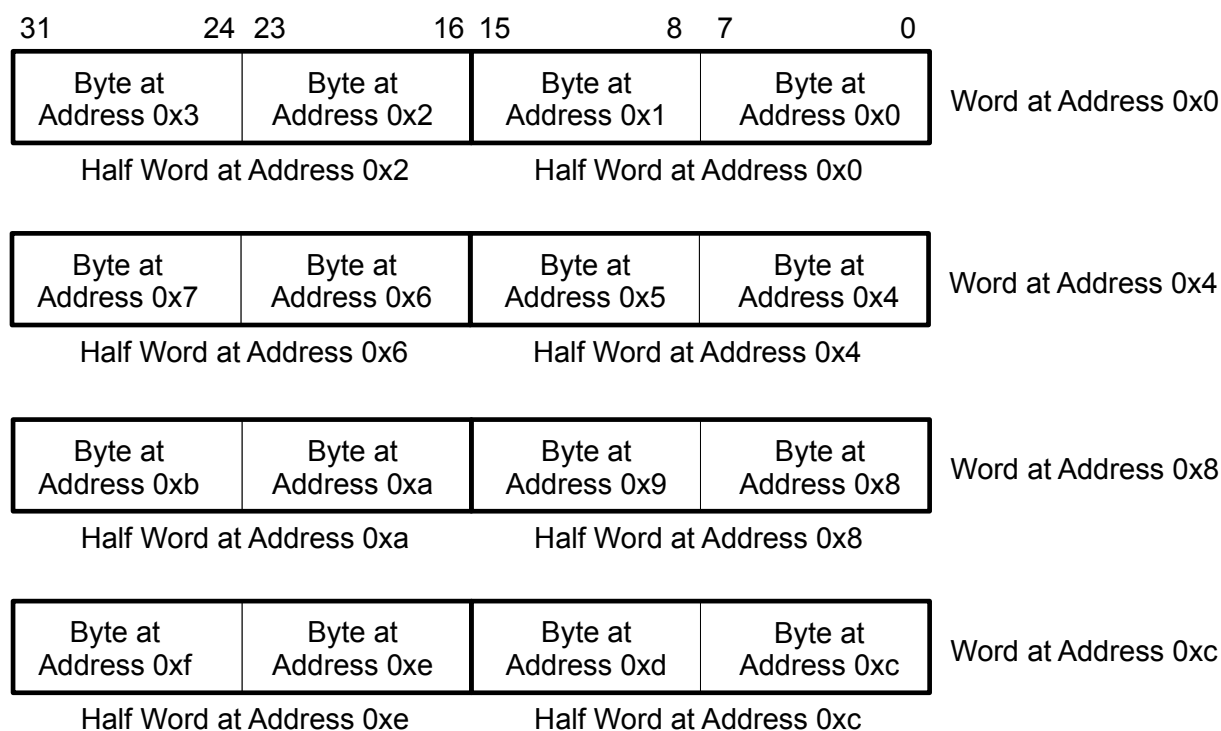 31 24 23 16 15 8 7 0
Byte at Byte at Byte at Byte at
Address 0x3 Address 0x2 Address 0x1 Address 0x0 Word at Address 0x0
Half Word at Address 0x2 Half Word at Address 0x0
Byte at Byte at Byte at Byte at
Address 0x7 Address 0x6 Address 0x5 Address 0x4 Word at Address 0x4
Half Word at Address 0x6 Half Word at Address 0x4
Byte at Byte at Byte at Byte at
Address 0xb Address 0xa Address 0x9 Address 0x8 Word at Address 0x8
Half Word at Address 0xa Half Word at Address 0x8
Byte at Byte at Byte at Byte at
Address 0xf Address 0xe Address 0xd Address 0xc Word at Address 0xc
Half Word at Address 0xe Half Word at Address 0xc